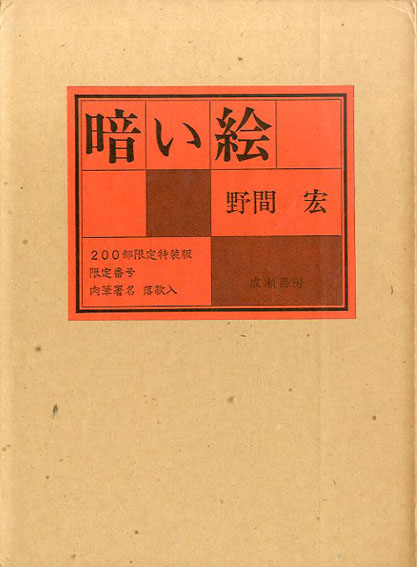 暗い絵
野間 宏
200部限定特装版
限定番号
肉筆署名 落款入
成瀬書房